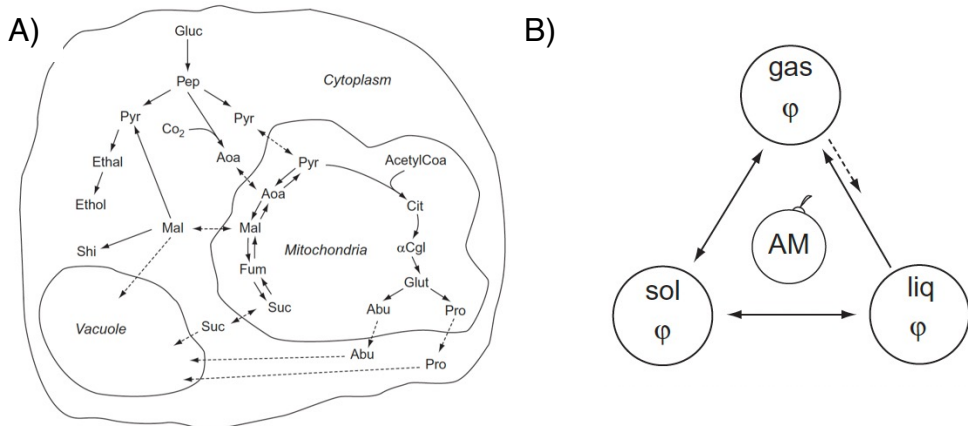 A)
Gluc
Cytoplasm
Pep
Pyr
Pyr
Co2
Ethal
Aoa
Pyr
AcetylCoa
Aoa
Ethol
Cit
Mal
Mal
Mitochondria
αCgl
Shi
Fum
Glut
Suc
Abu
Pro
Vacuole
Suc
Abu
Pro
B)
gas
φ
AM
sol
φ
liq
φ